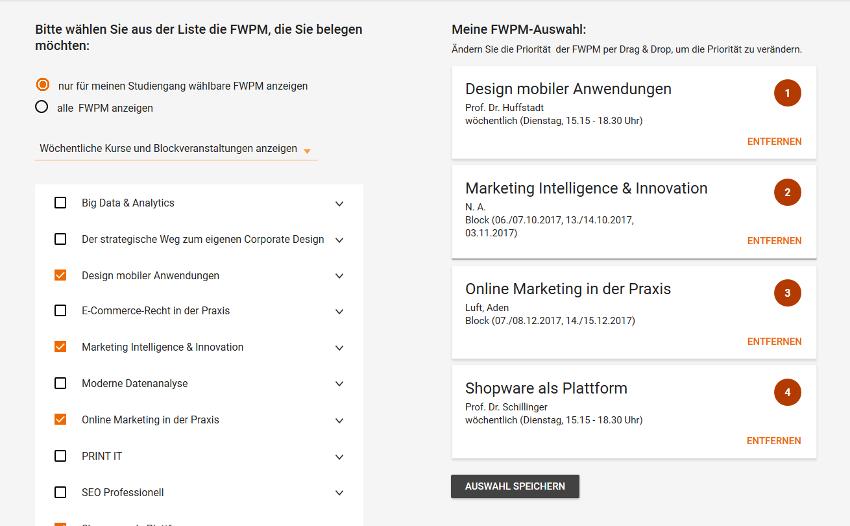 Bitte wählen Sie aus der Liste die FWPM, die Sie belegen
möchten:
nur für meinen Studiengang wählbare FWPM anzeigen
alle FWPM anzeigen
Wöchentliche Kurse und Blockveranstaltungen anzeigen
Big Data & Analytics
Der strategische Weg zum eigenen Corporate Design
Design mobiler Anwendungen
E-Commerce-Recht in der Praxis
Marketing Intelligence & Innovation
Moderne Datenanalyse
Online Marketing in der Praxis
PRINT IT
SEO Professionell
Meine FWPM-Auswahl:
Ändern Sie die Priorität der FWPM per Drag & Drop, um die Priorität zu verändern.
Design mobiler Anwendungen
1
Prof. Dr. Huffstadt
wöchentlich (Dienstag, 15.15 - 18.30 Uhr)
ENTFERNEN
Marketing Intelligence & Innovation
2
N. A.
Block (06./07.10.2017, 13./14.10.2017,
03.11.2017)
ENTFERNEN
Online Marketing in der Praxis
3
Luft, Aden
Block (07./08.12.2017, 14./15.12.2017)
ENTFERNEN
Shopware als Plattform
4
Prof. Dr. Schillinger
wöchentlich (Dienstag, 15.15 - 18.30 Uhr)
ENTFERNEN
AUSWAHL SPEICHERN